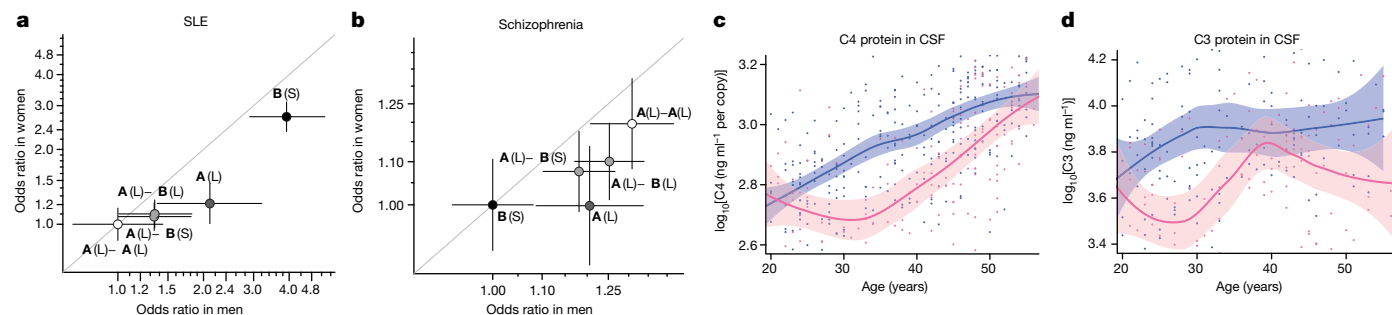 a
SLE
Odds ratio in women
4.8
4.0
3.0
2.4
2.0
1.5
1.2
1.0
B(S)
A(L)
A(L)– B(L)
A(L)– B(S)
A(L)– A(L)
1.0 1.2 1.5 2.0 2.4 3.0 4.0 4.8
Odds ratio in men
b
Schizophrenia
Odds ratio in women
1.25
1.10
1.00
A(L)–A(L)
A(L)– B(S)
A(L)– B(L)
B(S)
A(L)
1.00 1.10 1.25
Odds ratio in men
c
C4 protein in CSF
log10[C4 (ng ml–1 per copy)]
3.2
3.0
2.8
2.6
20 30 40 50
Age (years)
d
C3 protein in CSF
log10[C3 (ng ml–1)]
4.2
4.0
3.8
3.6
3.4
20 30 40 50
Age (years)